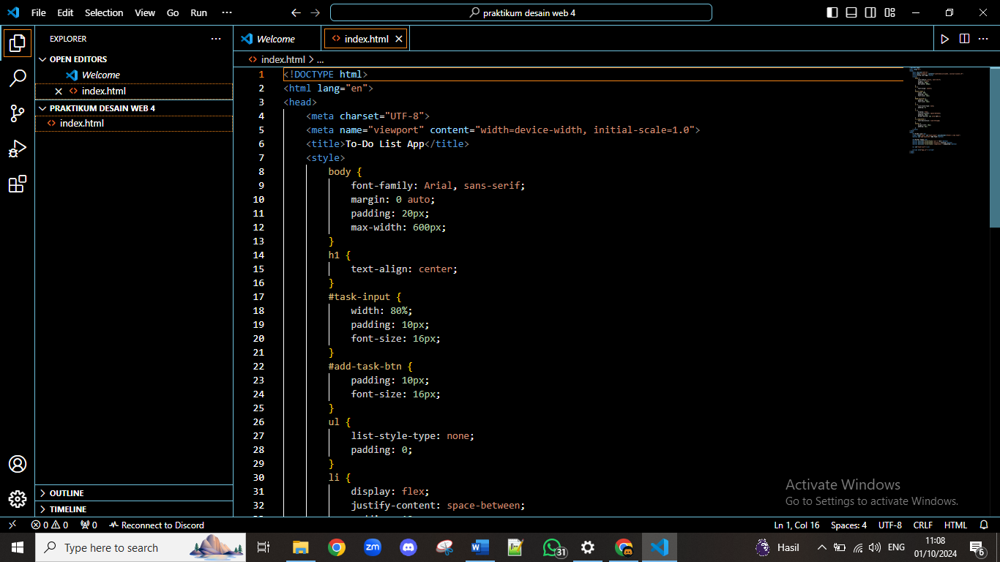 File Edit Selection View Go Run ···
praktikum desain web 4
EXPLORER
OPEN EDITORS
Welcome
index.html
PRAKTIKUM DESAIN WEB 4
index.html
OUTLINE
TIMELINE
Welcome
index.html
index.html > ...
1 <!DOCTYPE html>
2 <html lang="en">
3 <head>
4 <meta charset="UTF-8">
5 <meta name="viewport" content="width=device-width, initial-scale=1.0">
6 <title>To-Do List App</title>
7 <style>
8 body {
9 font-family: Arial, sans-serif;
10 margin: 0 auto;
11 padding: 20px;
12 max-width: 600px;
13 }
14 h1 {
15 text-align: center;
16 }
17 #task-input {
18 width: 80%;
19 padding: 10px;
20 font-size: 16px;
21 }
22 #add-task-btn {
23 padding: 10px;
24 font-size: 16px;
25 }
26 ul {
27 list-style-type: none;
28 padding: 0;
29 }
30 li {
31 display: flex;
32 justify-content: space-between;
Activate Windows
Go to Settings to activate Windows.
0 0 0 Reconnect to Discord
Ln 1, Col 16 Spaces: 4 UTF-8 CRLF HTML
Type here to search
zm
31
Hasil
ENG
11:08
01/10/2024
6